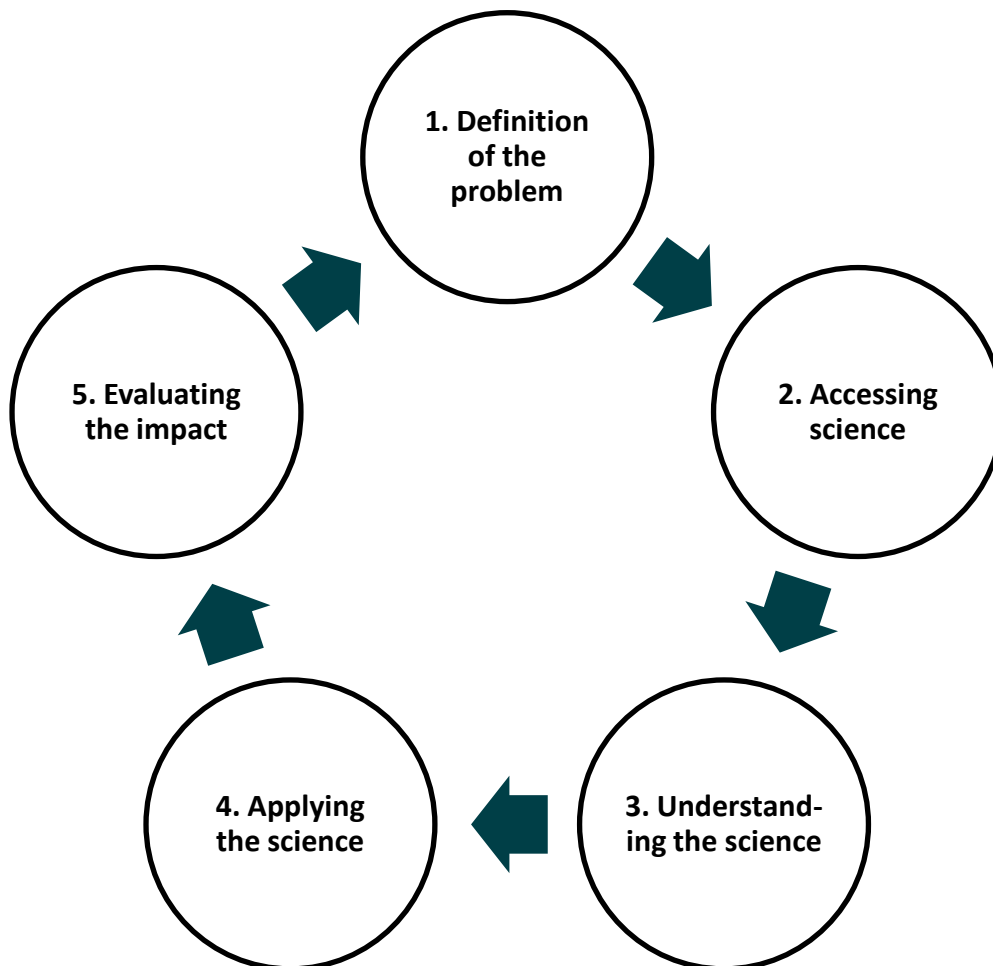 1. Definition
of the
problem
2. Accessing
science
3. Understand-
ing the science
4. Applying
the science
5. Evaluating
the impact